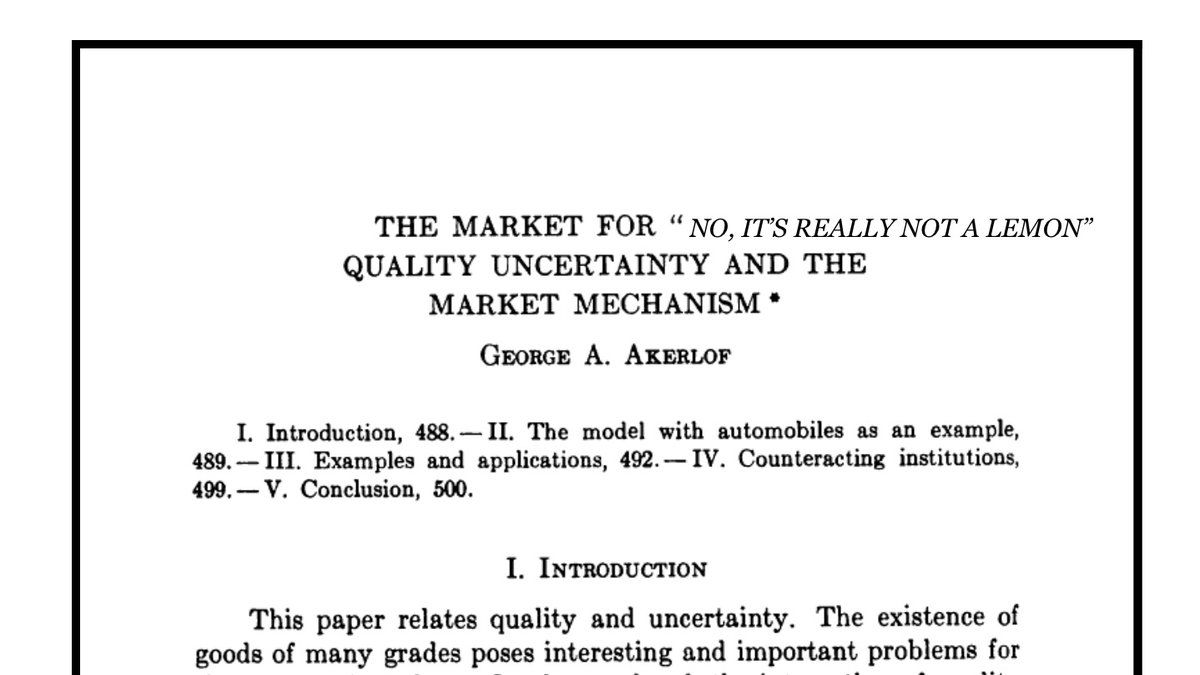 THE MARKET FOR “NO, IT’S REALLY NOT A LEMON”
QUALITY UNCERTAINTY AND THE
MARKET MECHANISM *
GEORGE A. AKERLOF
I. Introduction, 488. — II. The model with automobiles as an example,
489. — III. Examples and applications, 492. — IV. Counteracting institutions,
499. — V. Conclusion, 500.
I. INTRODUCTION
This paper relates quality and uncertainty. The existence of
goods of many grades poses interesting and important problems for